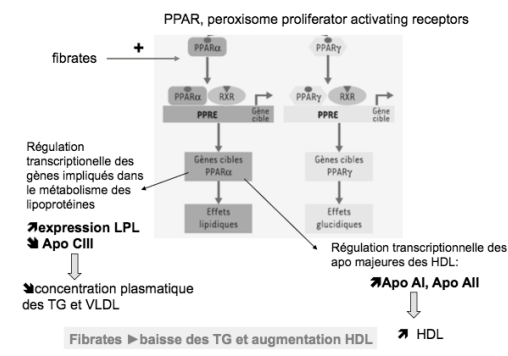 PPAR, peroxisome proliferator activating receptors
+
fibrates
PPARα
PPARγ
PPARα
RXR
PPARγ
RXR
PPRE
Gène
cible
PPRE
Gène
cible
Gènes cibles
PPARα
Gènes cibles
PPARγ
Effets
lipidiques
Effets
glucidiques
Régulation
transcriptionelle des
gènes impliqués dans
le métabolisme des
lipoprotéines
↗expression LPL
↘ Apo CIII
↘concentration plasmatique
des TG et VLDL
Régulation transcriptionnelle des
apo majeures des HDL:
↗Apo AI, Apo AII
↗ HDL
Fibrates ►baisse des TG et augmentation HDL